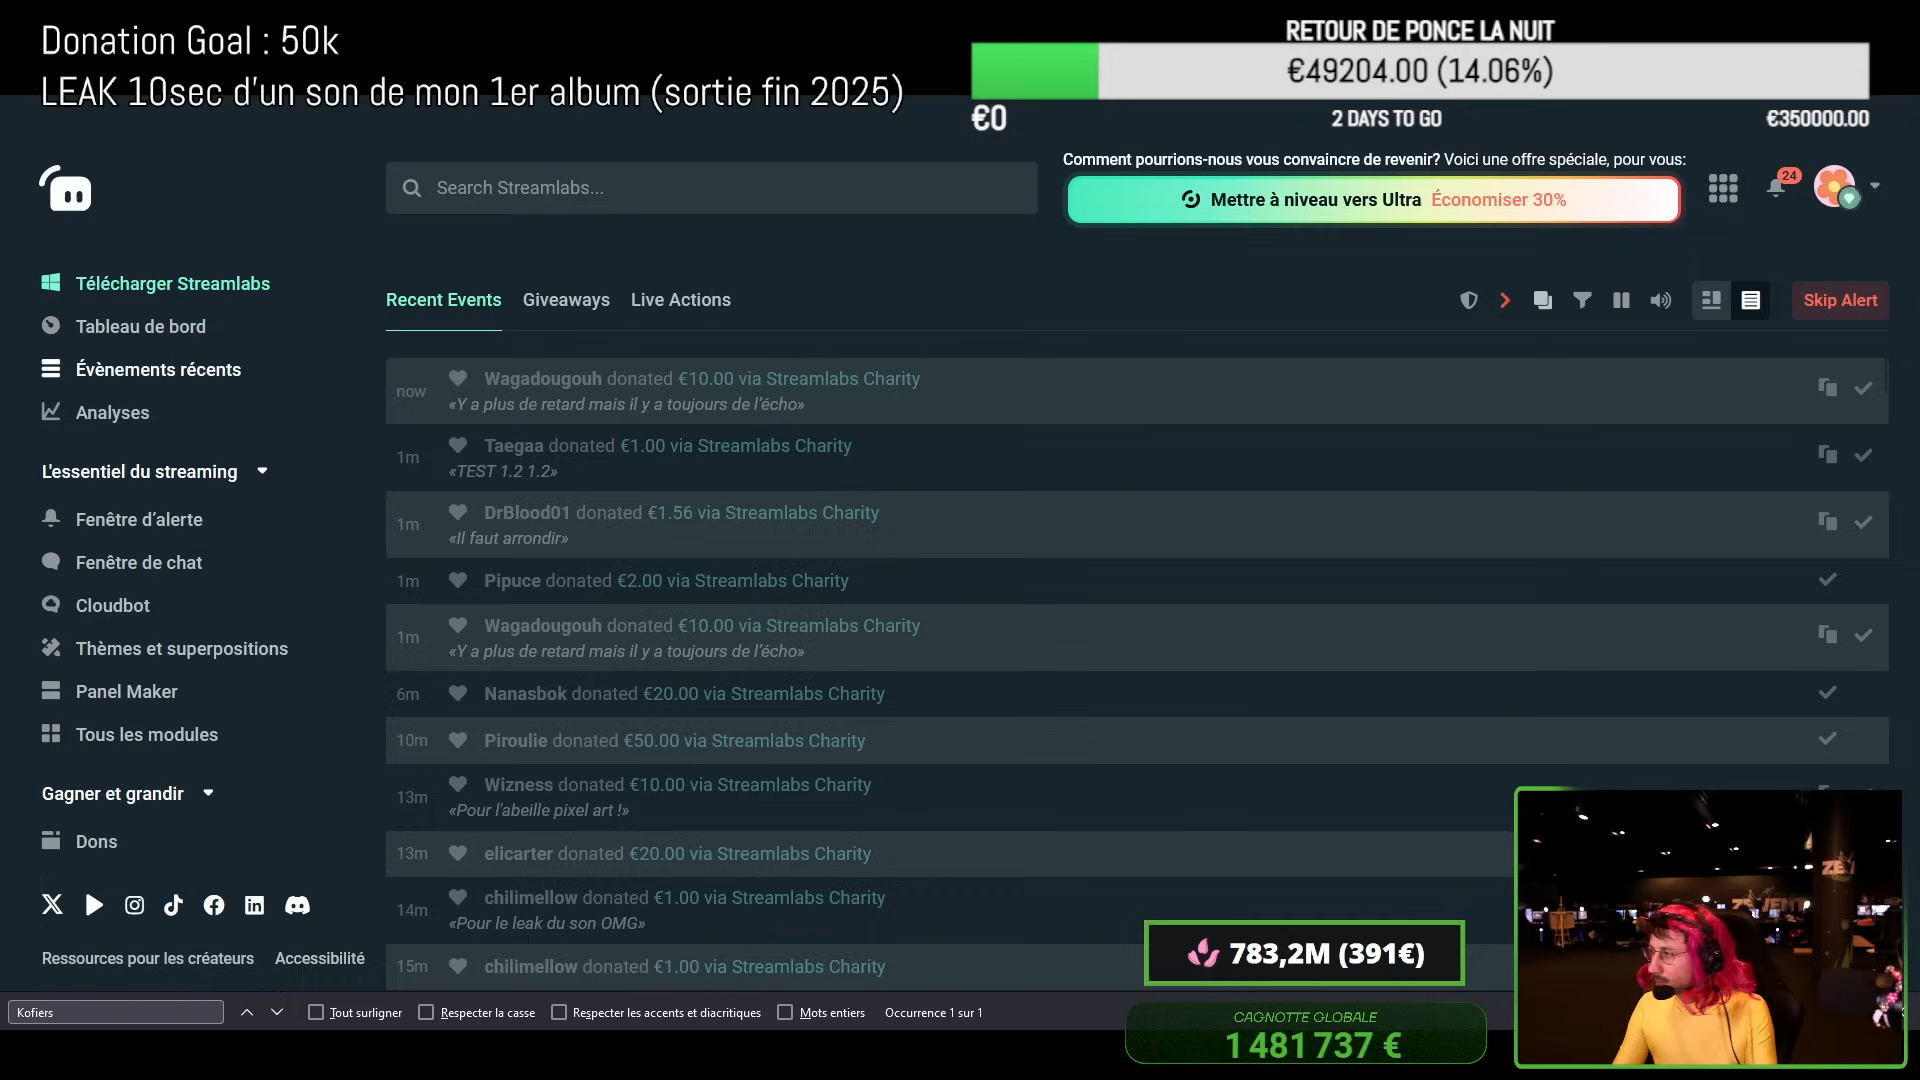 Donation Goal : 50k
LEAK 10sec d'un son de mon 1er album (sortie fin 2025)
RETOUR DE PONCE LA NUIT
€49204.00 (14.06%)
€0
2 DAYS TO GO
€350000.00
Search Streamlabs...
Comment pourrions-nous vous convaincre de revenir? Voici une offre spéciale, pour vous:
Mettre à niveau vers Ultra Économiser 30%
24
Télécharger Streamlabs
Tableau de bord
Évènements récents
Analyses
L'essentiel du streaming
Fenêtre d'alerte
Fenêtre de chat
Cloudbot
Thèmes et superpositions
Panel Maker
Tous les modules
Gagner et grandir
Dons
Ressources pour les créateurs
Accessibilité
Recent Events
Giveaways
Live Actions
Skip Alert
now
Wagadougouh donated €10.00 via Streamlabs Charity
«Y a plus de retard mais il y a toujours de l'écho»
1m
Taegaa donated €1.00 via Streamlabs Charity
«TEST 1.2 1.2»
1m
DrBlood01 donated €1.56 via Streamlabs Charity
«Il faut arrondir»
1m
Pipuce donated €2.00 via Streamlabs Charity
1m
Wagadougouh donated €10.00 via Streamlabs Charity
«Y a plus de retard mais il y a toujours de l'écho»
6m
Nanasbok donated €20.00 via Streamlabs Charity
10m
Piroulie donated €50.00 via Streamlabs Charity
13m
Wizness donated €10.00 via Streamlabs Charity
«Pour l'abeille pixel art !»
13m
elicarter donated €20.00 via Streamlabs Charity
14m
chilimellow donated €1.00 via Streamlabs Charity
«Pour le leak du son OMG»
15m
chilimellow donated €1.00 via Streamlabs Charity
783,2M (391€)
CAGNOTTE GLOBALE
1 481 737 €
Kofiers
Tout surligner
Respecter la casse
Respecter les accents et diacritiques
Mots entiers
Occurrence 1 sur 1